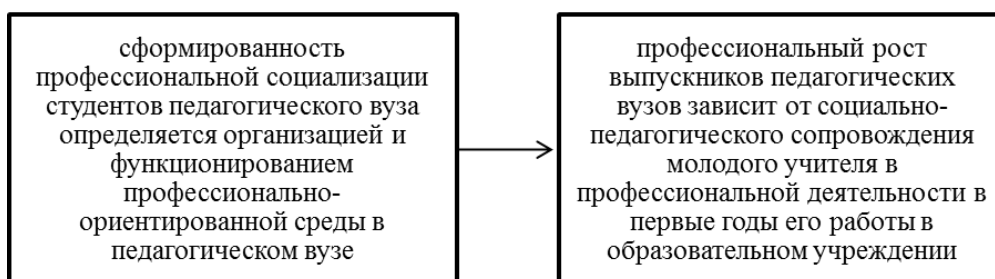 сформированность
профессиональной социализации
студентов педагогического вуза
определяется организацией и
функционированием
профессионально-
ориентированной среды в
педагогическом вузе
профессиональный рост
выпускников педагогических
вузов зависит от социально-
педагогического сопровождения
молодого учителя в
профессиональной деятельности в
первые годы его работы в
образовательном учреждении